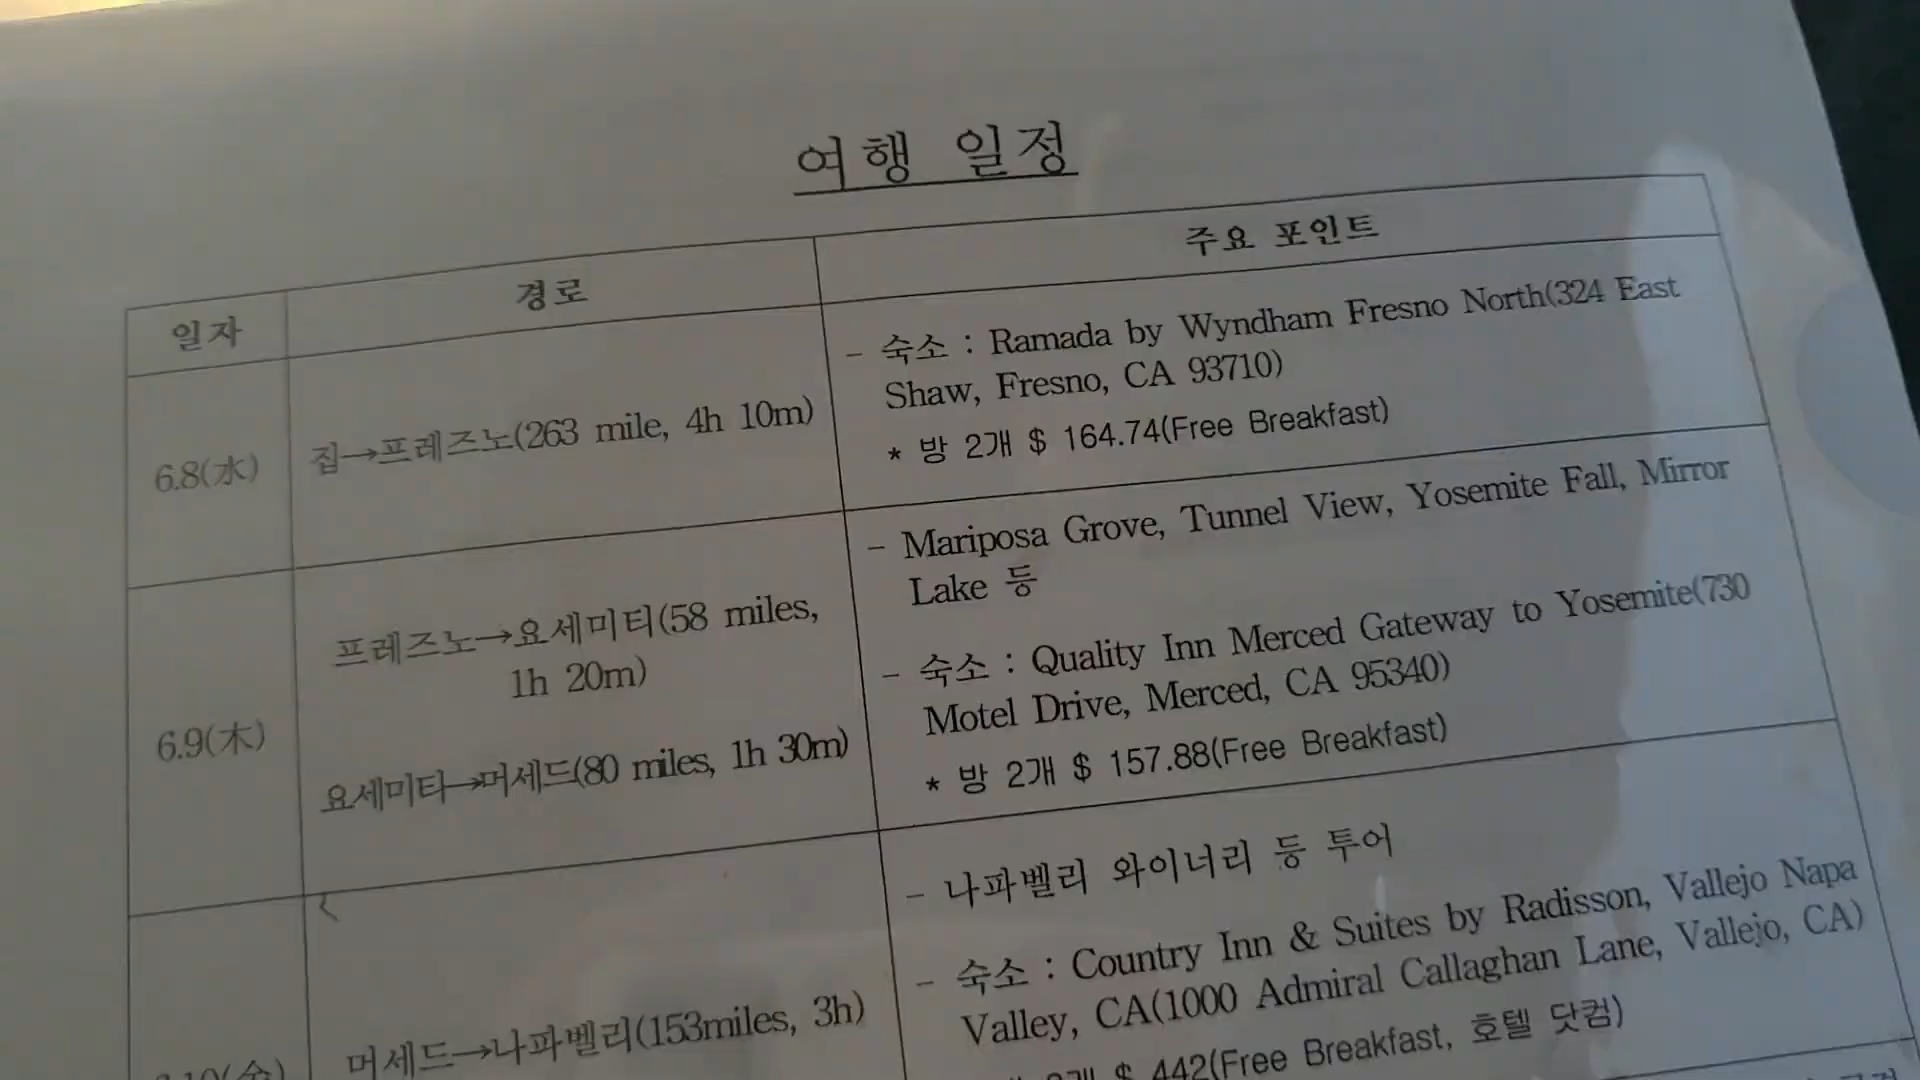 여행 일정
일자
경로
주요 포인트
6.8(水)
집→프레즈노(263 mile, 4h 10m)
- 숙소 : Ramada by Wyndham Fresno North(324 East
Shaw, Fresno, CA 93710)
* 방 2개 $ 164.74(Free Breakfast)
6.9(木)
프레즈노→요세미티(58 miles,
1h 20m)
요세미티→머세드(80 miles, 1h 30m)
- Mariposa Grove, Tunnel View, Yosemite Fall, Mirror
Lake 등
- 숙소 : Quality Inn Merced Gateway to Yosemite(730
Motel Drive, Merced, CA 95340)
* 방 2개 $ 157.88(Free Breakfast)
머세드→나파벨리(153miles, 3h)
- 나파벨리 와이너리 등 투어
- 숙소 : Country Inn & Suites by Radisson, Vallejo Napa
Valley, CA(1000 Admiral Callaghan Lane, Vallejo, CA)
$ 442(Free Breakfast, 호텔 닷컴)